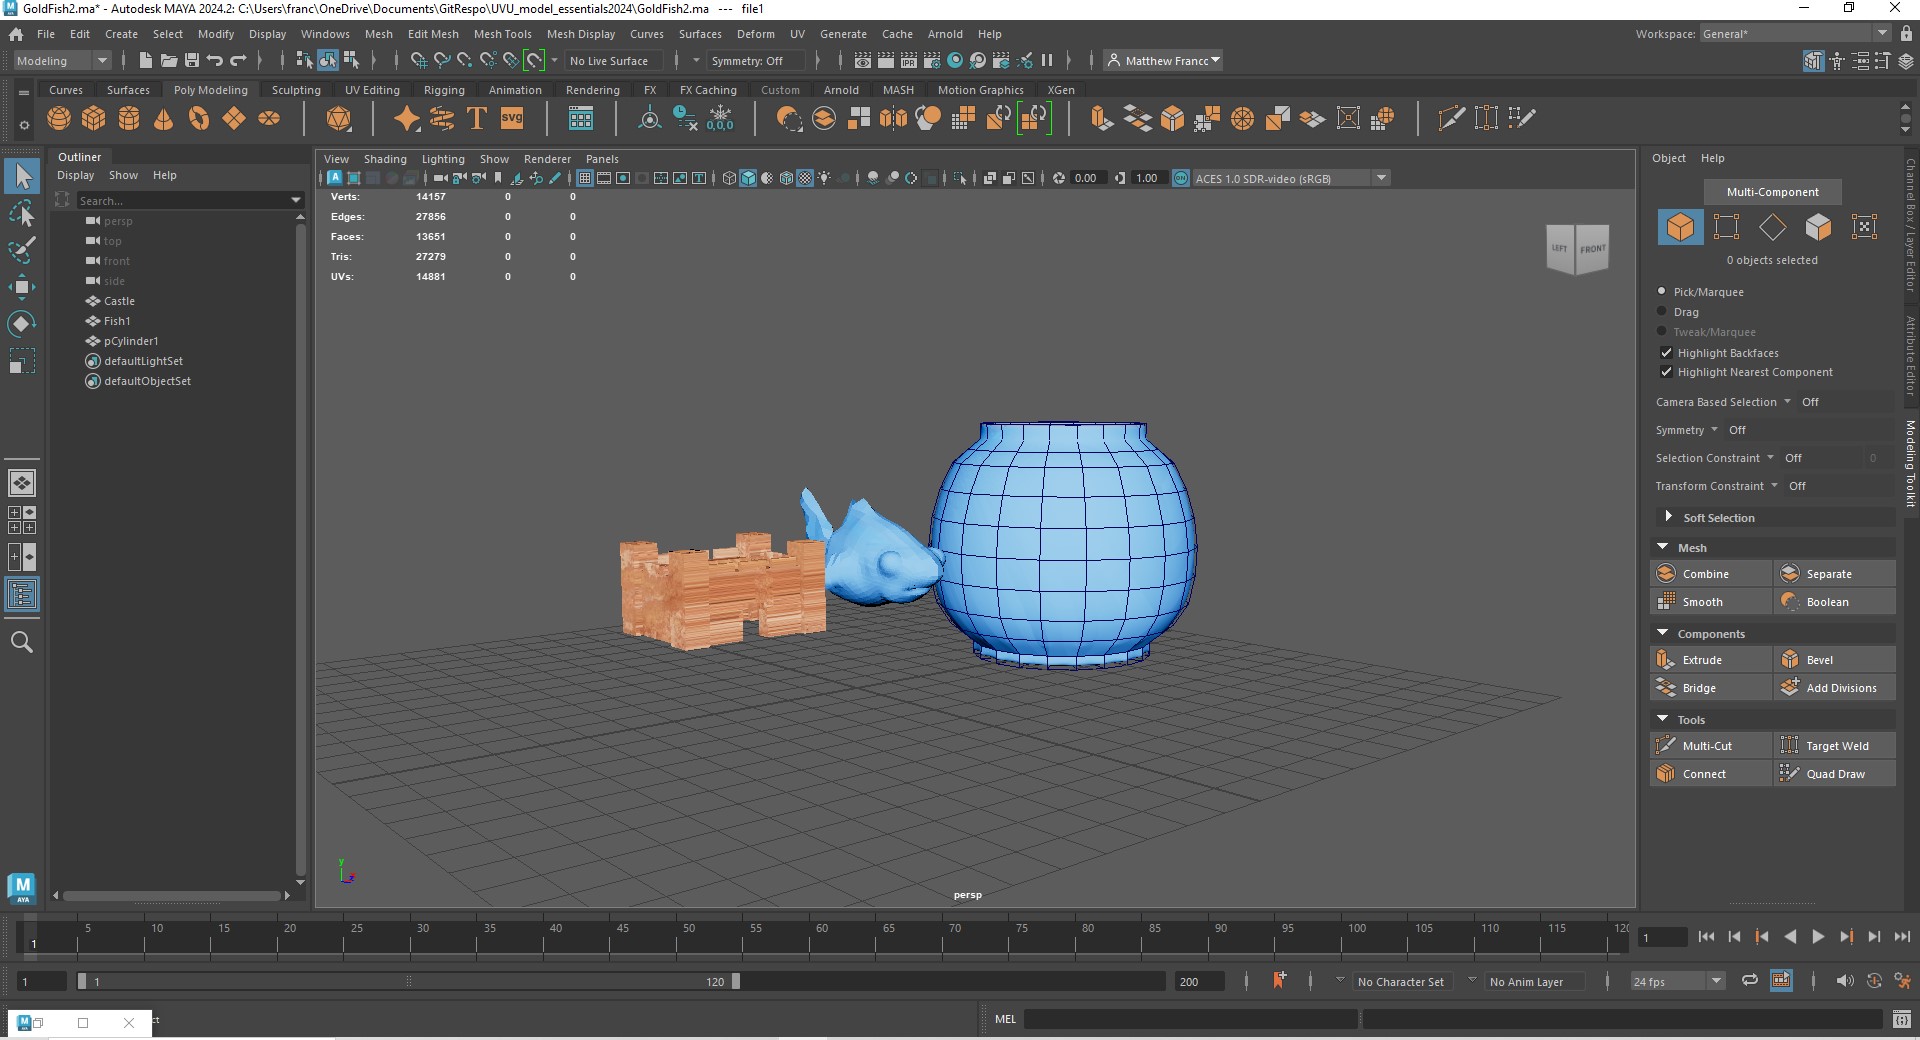 GoldFish2.ma* - Autodesk MAYA 2024.2: C:\Users\franc\OneDrive\Documents\GitRespo\UVU_model_essentials2024\GoldFish2.ma --- file1
File Edit Create Select Modify Display Windows Mesh Edit Mesh Mesh Tools Mesh Display Curves Surfaces Deform UV Generate Cache Arnold Help
Workspace: General*
Modeling No Live Surface Symmetry: Off IPR Matthew Francc
Curves Surfaces Poly Modeling Sculpting UV Editing Rigging Animation Rendering FX FX Caching Custom Arnold MASH Motion Graphics XGen
T svg 0,0,0
Outliner
Display Show Help
Search...
persp
top
front
side
Castle
Fish1
pCylinder1
defaultLightSet
defaultObjectSet
View Shading Lighting Show Renderer Panels
0.00 1.00 ACES 1.0 SDR-video (sRGB)
Verts: 14157 0 0
Edges: 27856 0 0
Faces: 13651 0 0
Tris: 27279 0 0
UVs: 14881 0 0
LEFT FRONT
y
z
persp
Object Help
Multi-Component
0 objects selected
Pick/Marquee
Drag
Tweak/Marquee
Highlight Backfaces
Highlight Nearest Component
Camera Based Selection Off
Symmetry Off
Selection Constraint Off 0
Transform Constraint Off
Soft Selection
Mesh
Combine Separate
Smooth Boolean
Components
Extrude Bevel
Bridge Add Divisions
Tools
Multi-Cut Target Weld
Connect Quad Draw
Channel Box / Layer Editor
Attribute Editor
Modeling Toolkit
M
AYA
5 10 15 20 25 30 35 40 45 50 55 60 65 70 75 80 85 90 95 100 105 110 115 120
1 1
1 1 120 200 No Character Set No Anim Layer 24 fps
ct MEL